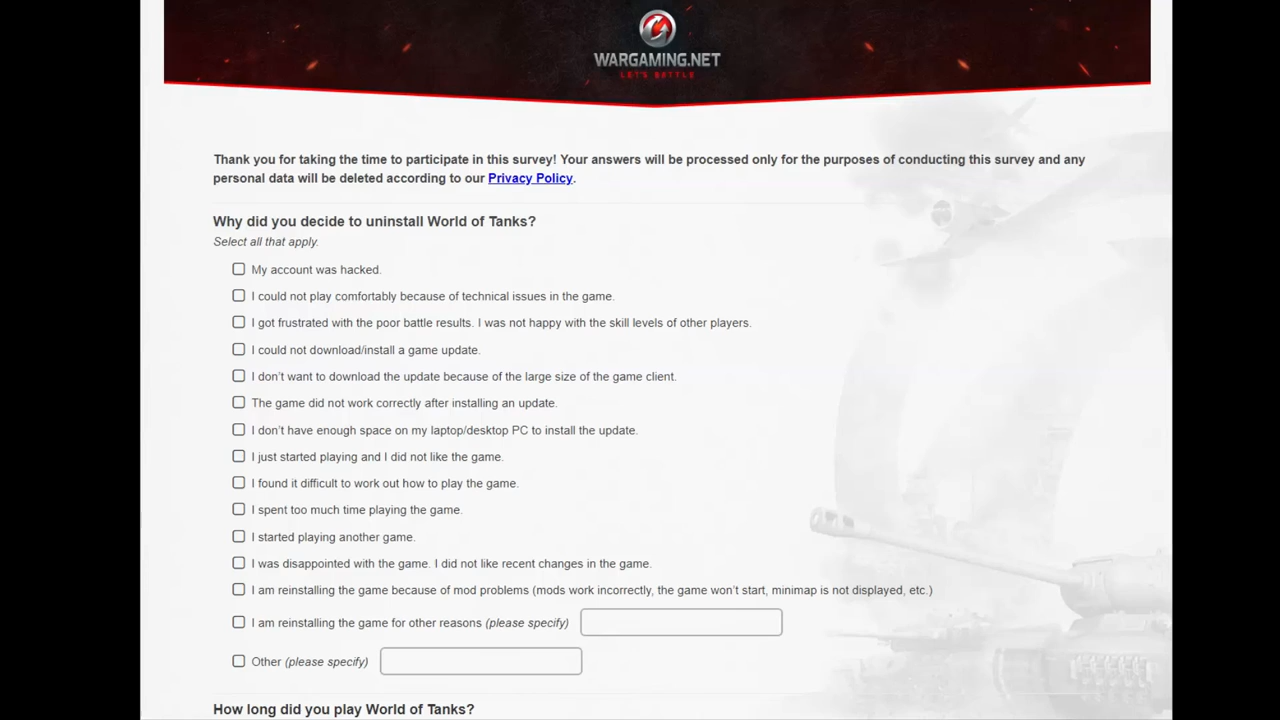 WARGAMING.NET
LET'S BATTLE
Thank you for taking the time to participate in this survey! Your answers will be processed only for the purposes of conducting this survey and any
personal data will be deleted according to our Privacy Policy.
Why did you decide to uninstall World of Tanks?
Select all that apply.
My account was hacked.
I could not play comfortably because of technical issues in the game.
I got frustrated with the poor battle results. I was not happy with the skill levels of other players.
I could not download/install a game update.
I don’t want to download the update because of the large size of the game client.
The game did not work correctly after installing an update.
I don’t have enough space on my laptop/desktop PC to install the update.
I just started playing and I did not like the game.
I found it difficult to work out how to play the game.
I spent too much time playing the game.
I started playing another game.
I was disappointed with the game. I did not like recent changes in the game.
I am reinstalling the game because of mod problems (mods work incorrectly, the game won’t start, minimap is not displayed, etc.)
I am reinstalling the game for other reasons (please specify)
Other (please specify)
How long did you play World of Tanks?